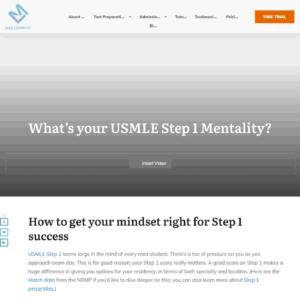 About ...
Test Preparati...
Admissio...
Tuto...
Testimoni...
Prici...
FREE TRIAL
Bl...
MED COMPANY
What's your USMLE Step 1 Mentality?
Insert Video
How to get your mindset right for Step 1
success
USMLE Step 1 looms large in the mind of every med student. There's a ton of pressure on you as you
approach exam day. This is for good reason: your Step 1 score really matters. A good score on Step 1 makes a
huge difference in giving you options for your residency, in terms of both specialty and location. (Here are the
Match data from the NRMP if you'd like to dive deeper on this; you can also learn more about Step 1
percentiles.)